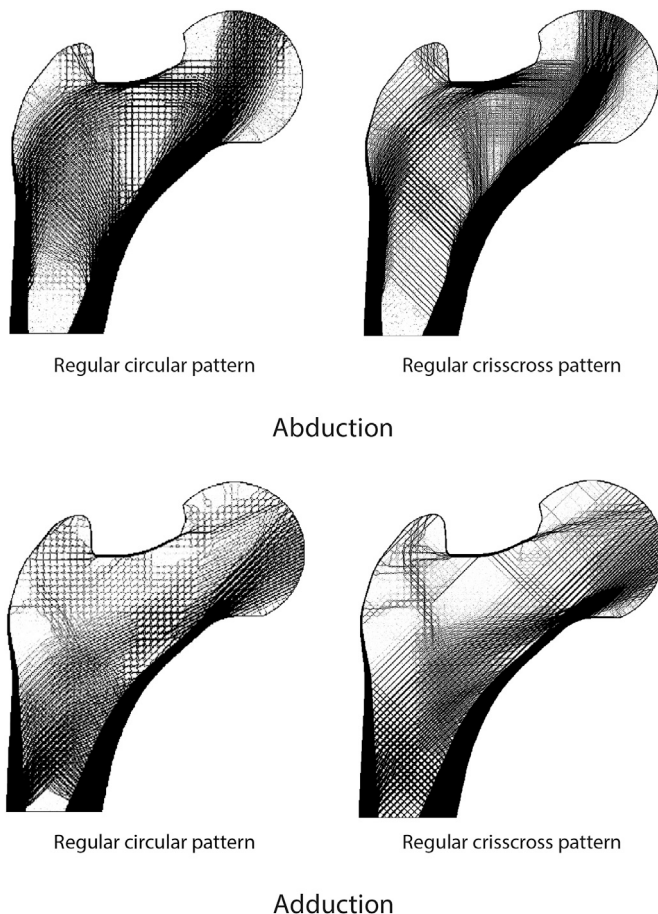 Regular circular pattern
Regular crisscross pattern
Abduction
Regular circular pattern
Regular crisscross pattern
Adduction